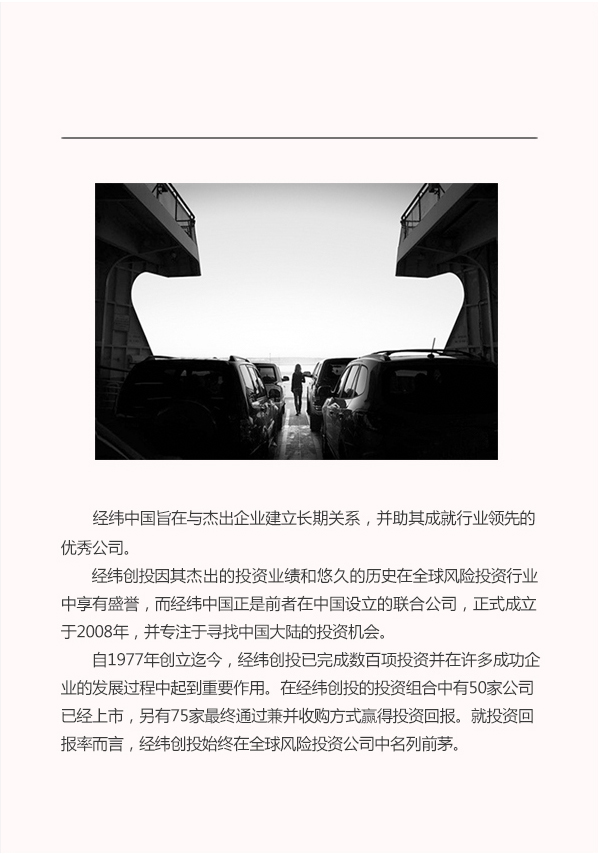 经纬中国旨在与杰出企业建立长期关系，并助其成就行业领先的
优秀公司。
经纬创投因其杰出的投资业绩和悠久的历史在全球风险投资行业
中享有盛誉，而经纬中国正是前者在中国设立的联合公司，正式成立
于2008年，并专注于寻找中国大陆的投资机会。
自1977年创立迄今，经纬创投已完成数百项投资并在许多成功企
业的发展过程中起到重要作用。在经纬创投的投资组合中有50家公司
已经上市，另有75家最终通过兼并收购方式赢得投资回报。就投资回
报率而言，经纬创投始终在全球风险投资公司中名列前茅。